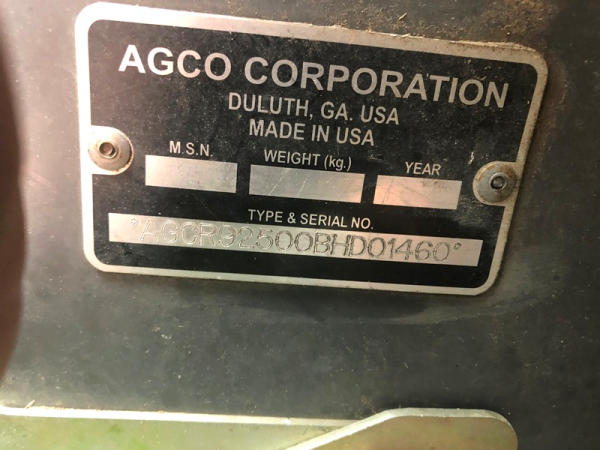 AGCO CORPORATION
DULUTH, GA. USA
MADE IN USA
M.S.N. WEIGHT (kg.) YEAR
TYPE & SERIAL NO.
*AGCR92500BHD01460*